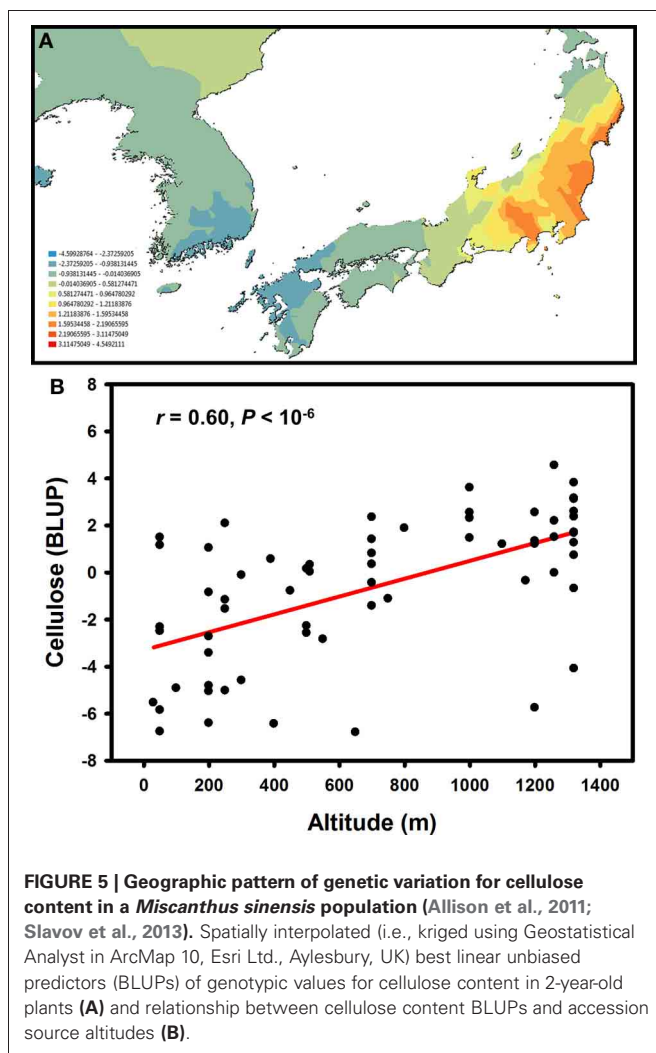 A
-4.59928764 - -2.37259205
-2.37259205 - -0.938131445
-0.938131445 - -0.014036905
-0.014036905 - 0.581274471
0.581274471 - 0.964780292
0.964780292 - 1.21183876
1.21183876 - 1.59534458
1.59534458 - 2.19065595
2.19065595 - 3.11475049
3.11475049 - 4.5492111
B
r = 0.60, P < 10-6
8
6
4
2
0
-2
-4
-6
-8
Cellulose (BLUP)
0 200 400 600 800 1000 1200 1400
Altitude (m)
FIGURE 5 | Geographic pattern of genetic variation for cellulose
content in a Miscanthus sinensis population (Allison et al., 2011;
Slavov et al., 2013). Spatially interpolated (i.e., kriged using Geostatistical
Analyst in ArcMap 10, Esri Ltd., Aylesbury, UK) best linear unbiased
predictors (BLUPs) of genotypic values for cellulose content in 2-year-old
plants (A) and relationship between cellulose content BLUPs and accession
source altitudes (B).